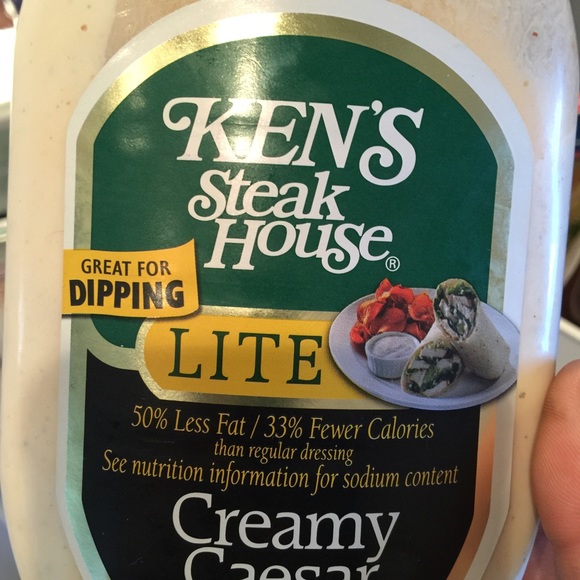 KEN'S
Steak
House®
GREAT FOR
DIPPING
LITE
50% Less Fat / 33% Fewer Calories
than regular dressing
See nutrition information for sodium content
Creamy
Caesar